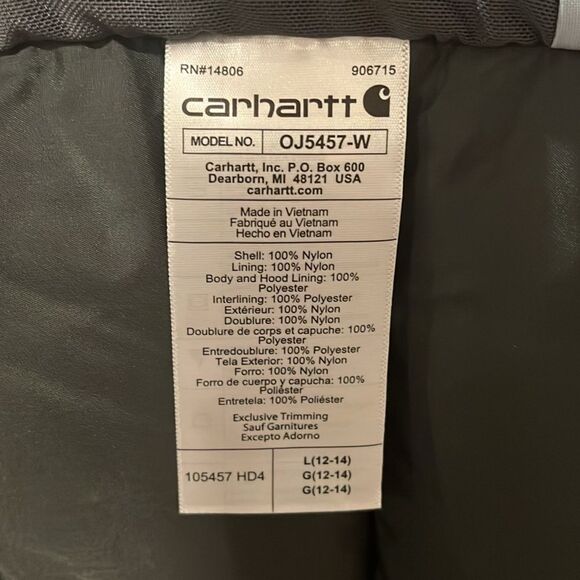 RN#14806 906715
carhartt
MODEL NO. OJ5457-W
Carhartt, Inc. P.O. Box 600
Dearborn, MI 48121 USA
carhartt.com
Made in Vietnam
Fabriqué au Vietnam
Hecho en Vietnam
Shell: 100% Nylon
Lining: 100% Nylon
Body and Hood Lining: 100%
Polyester
Interlining: 100% Polyester
Extérieur: 100% Nylon
Doublure: 100% Nylon
Doublure de corps et capuche: 100%
Polyester
Entredoublure: 100% Polyester
Tela Exterior: 100% Nylon
Forro: 100% Nylon
Forro de cuerpo y capucha: 100%
Poliéster
Entretela: 100% Poliéster
Exclusive Trimming
Sauf Garnitures
Excepto Adorno
105457 HD4
L(12-14)
G(12-14)
G(12-14)